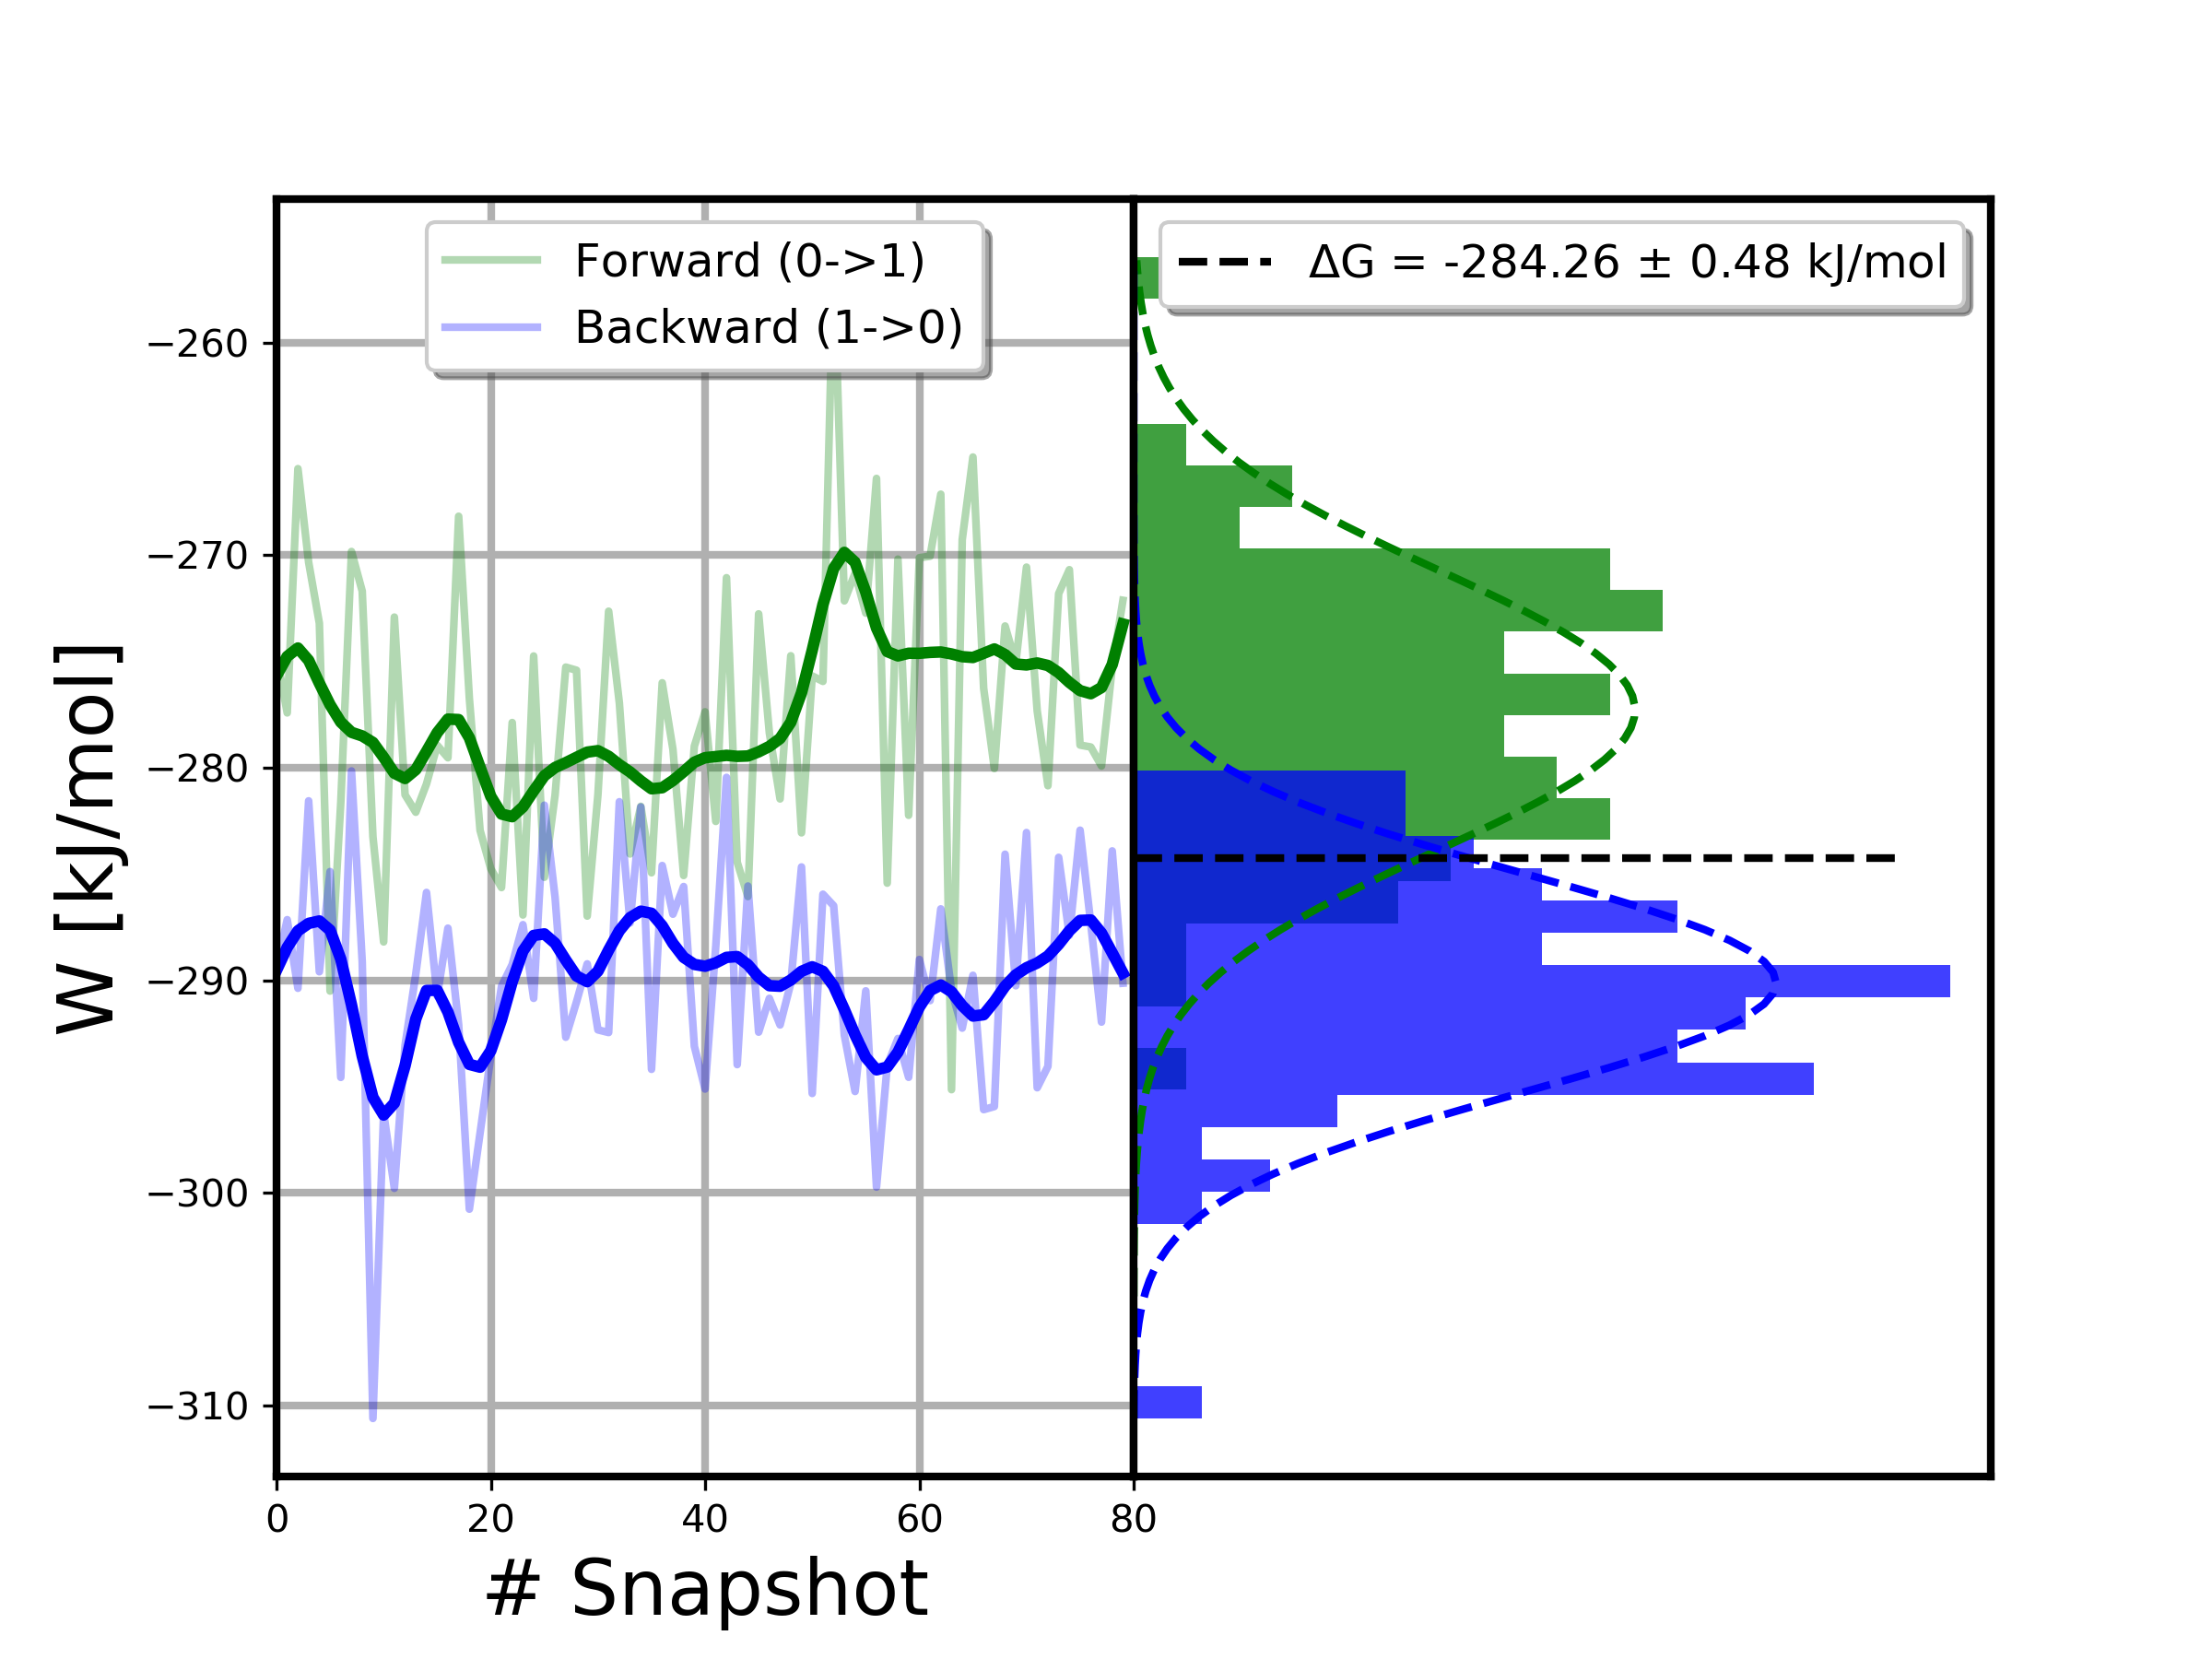 Forward (0->1)
Backward (1->0)
ΔG = -284.26 ± 0.48 kJ/mol
W [kJ/mol]
−260
−270
−280
−290
−300
−310
0 20 40 60 80
# Snapshot